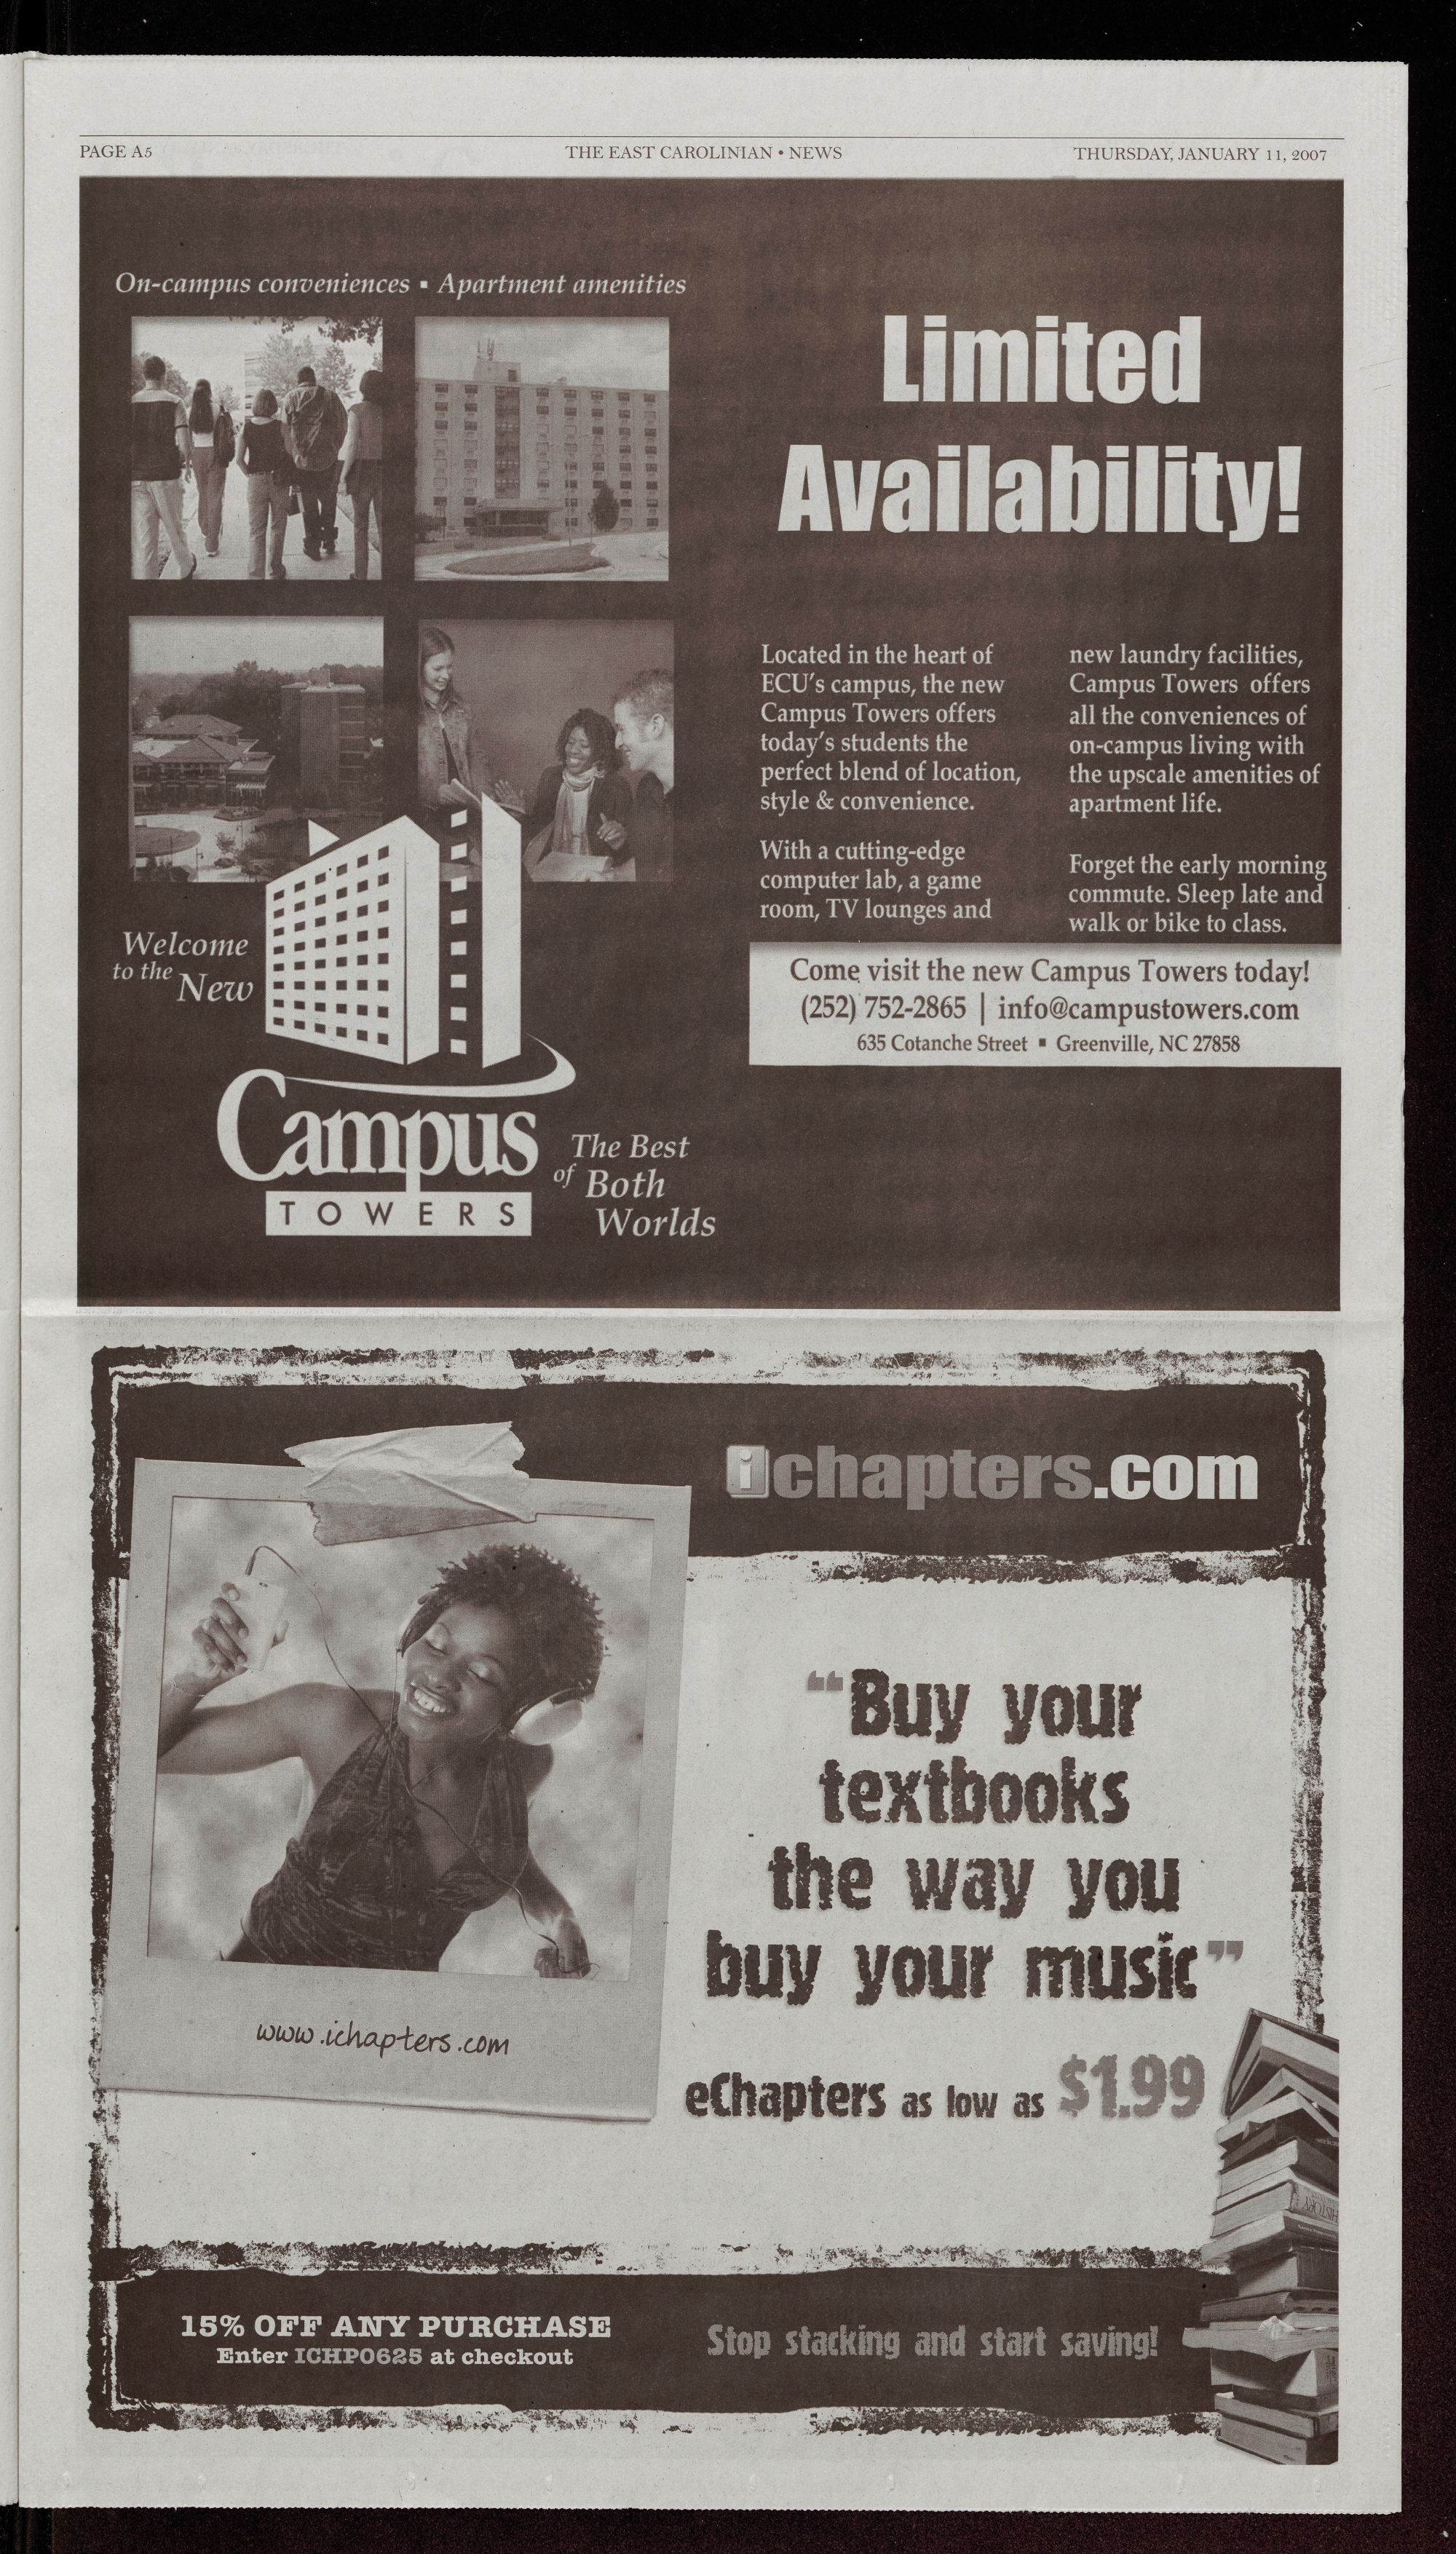 PAGE A5
THE EAST CAROLINIAN • NEWS
THURSDAY, JANUARY 11, 2007
On-campus conveniences ▪ Apartment amenities
Limited
Availability!
Located in the heart of
ECU's campus, the new
Campus Towers offers
today's students the
perfect blend of location,
style & convenience.
With a cutting-edge
computer lab, a game
room, TV lounges and
new laundry facilities,
Campus Towers offers
all the conveniences of
on-campus living with
the upscale amenities of
apartment life.
Forget the early morning
commute. Sleep late and
walk or bike to class.
Come visit the new Campus Towers today!
(252) 752-2865 | info@campustowers.com
635 Cotanche Street ▪ Greenville, NC 27858
Welcome
to the
New
Campus
TOWERS
The Best
of Both
Worlds
ichapters.com
"Buy your
textbooks
the way you
buy your music"
www.ichapters.com
eChapters as low as $1.99
HISTORY
15% OFF ANY PURCHASE
Enter ICHP0625 at checkout
Stop stacking and start saving!